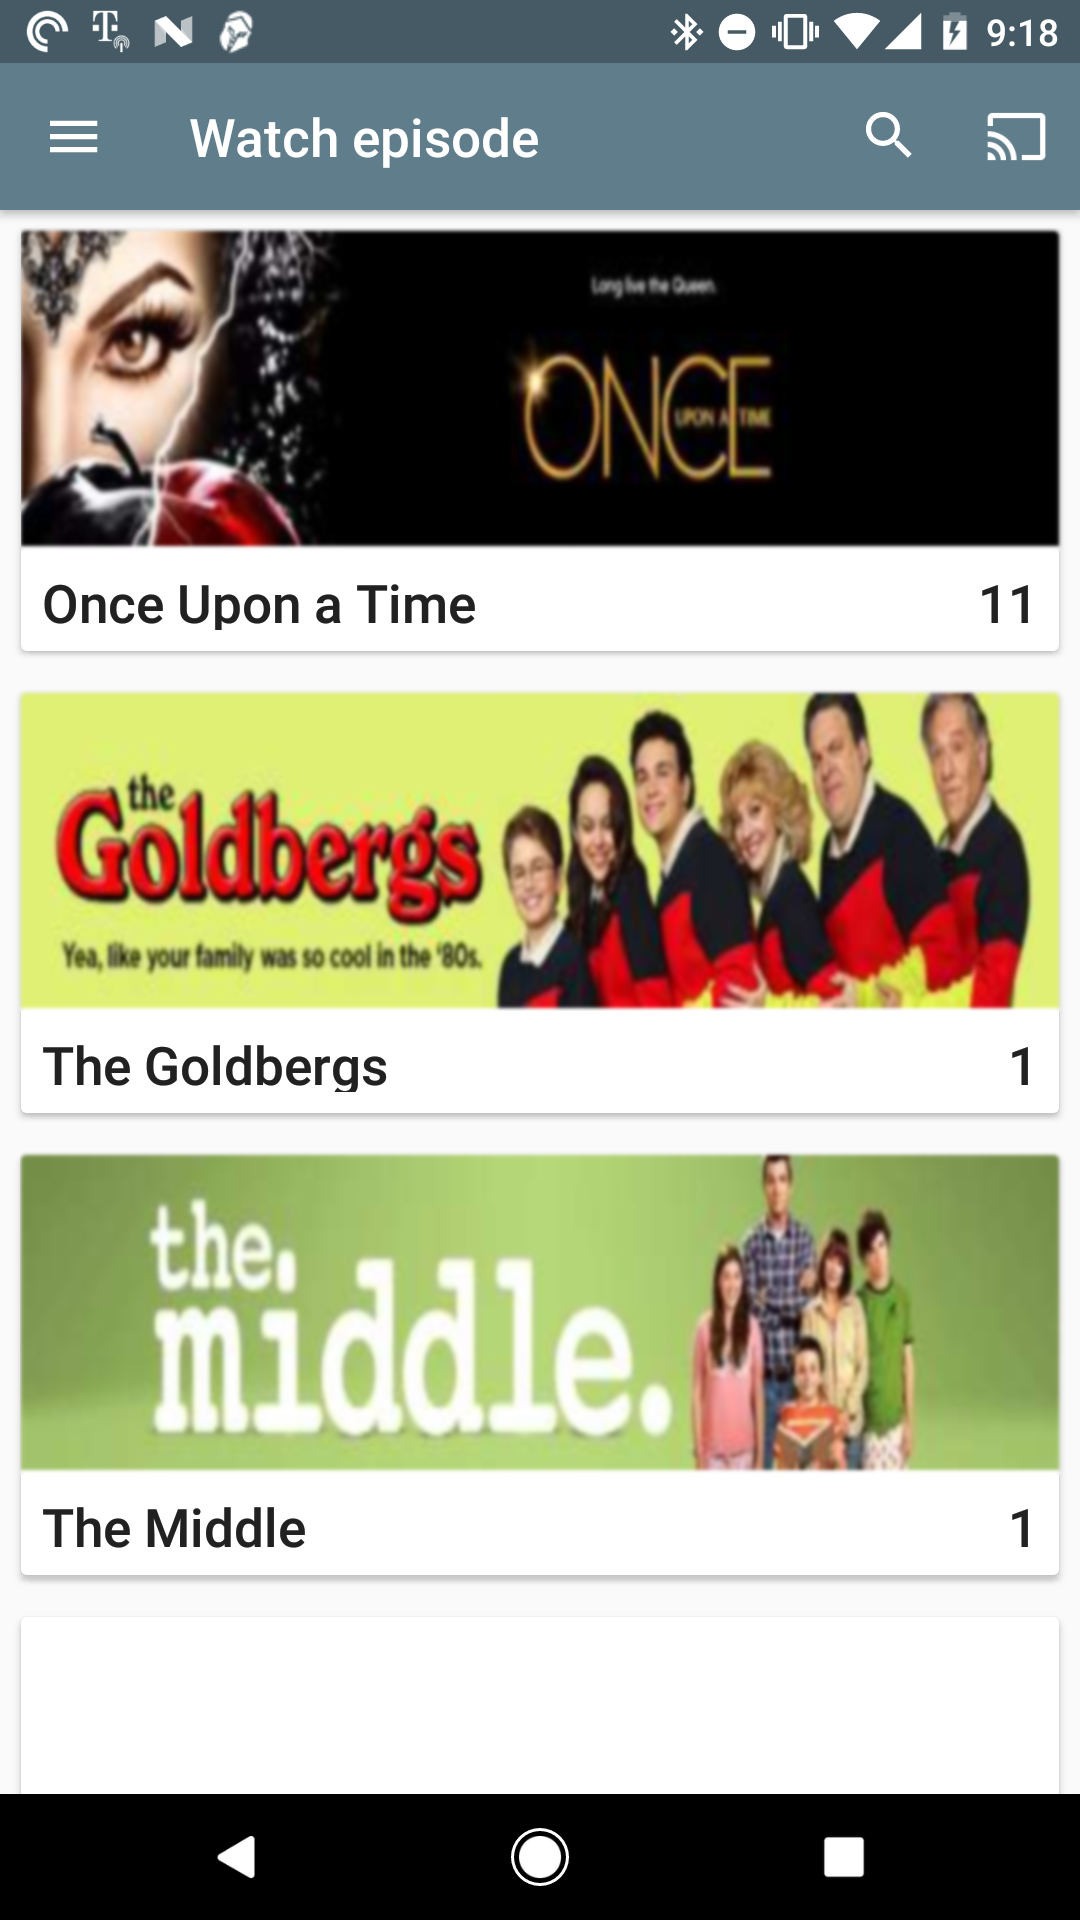 9:18
Watch episode
Long live the Queen.
ONCE
UPON A TIME
Once Upon a Time 11
the
Goldbergs
Yea, like your family was so cool in the '80s.
The Goldbergs 1
the.
middle.
The Middle 1